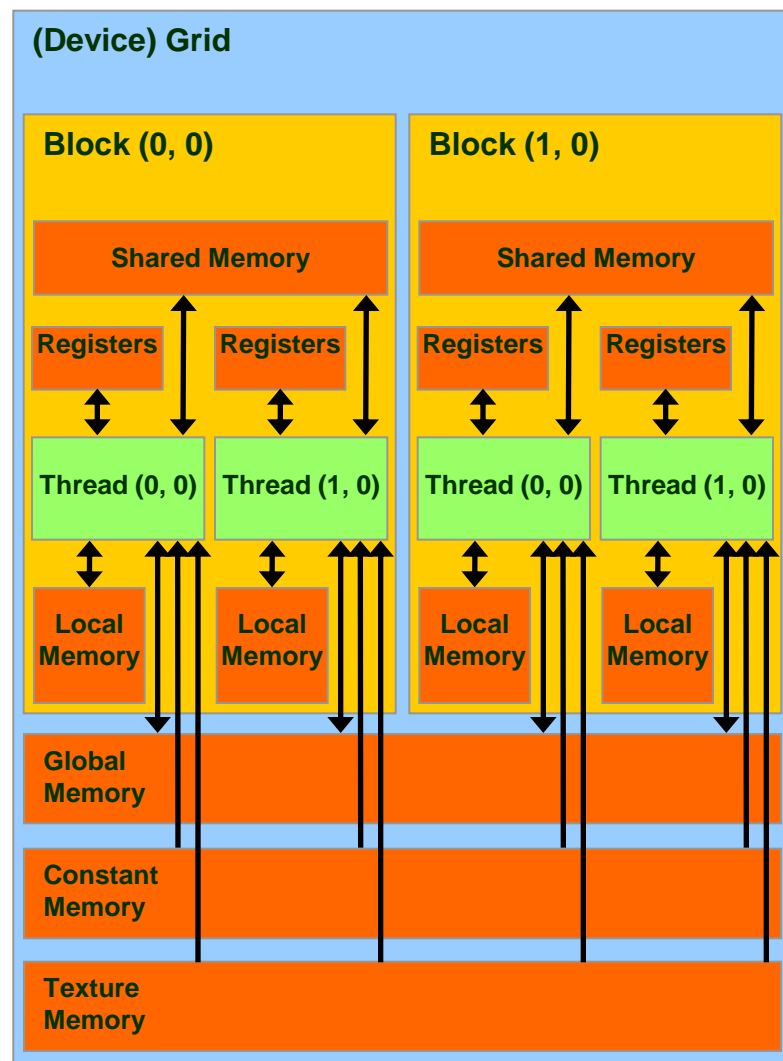 (Device) Grid
Block (0, 0)
Block (1, 0)
Shared Memory
Shared Memory
Registers
Registers
Registers
Registers
Thread (0, 0)
Thread (1, 0)
Thread (0, 0)
Thread (1, 0)
Local
Memory
Local
Memory
Local
Memory
Local
Memory
Global
Memory
Constant
Memory
Texture
Memory